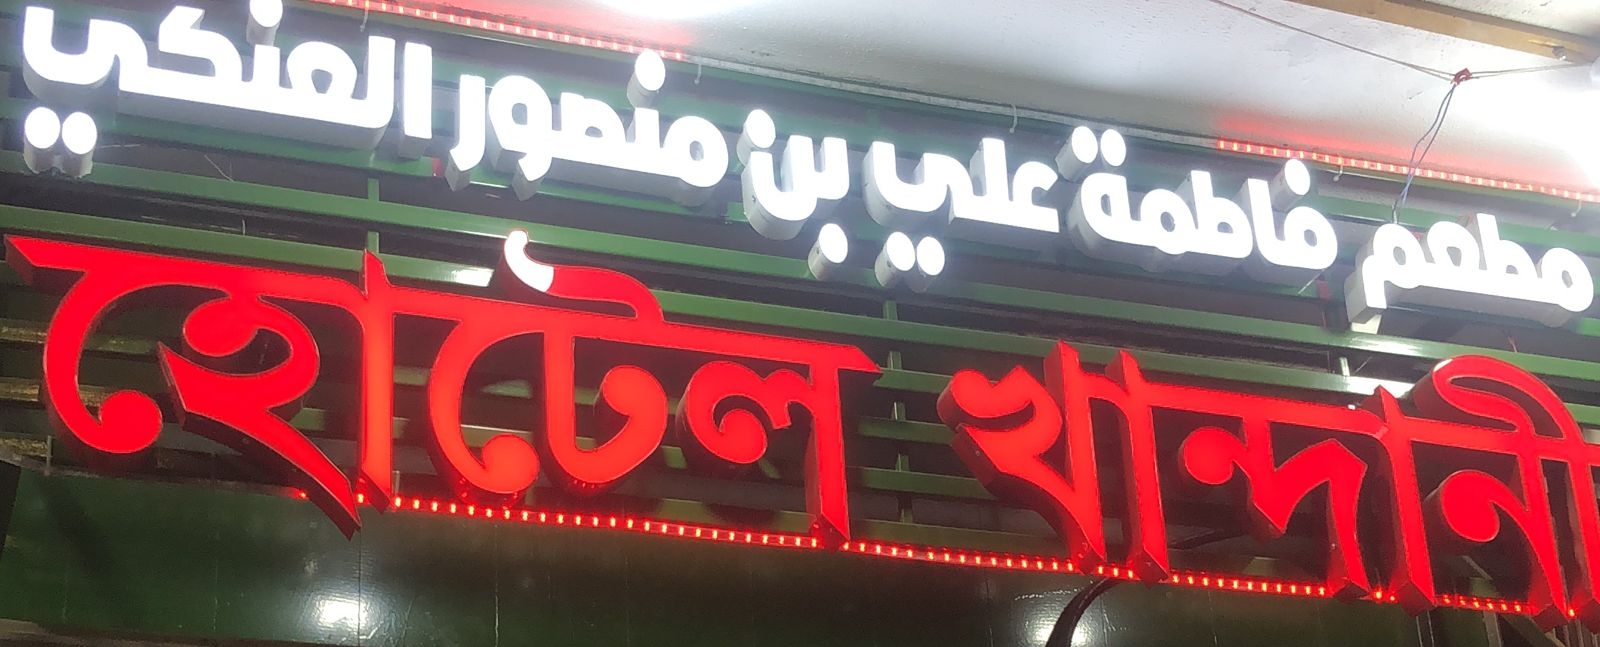 مطعم فاطمة علي بن منصور العنكي
হোটেল খান্দানী